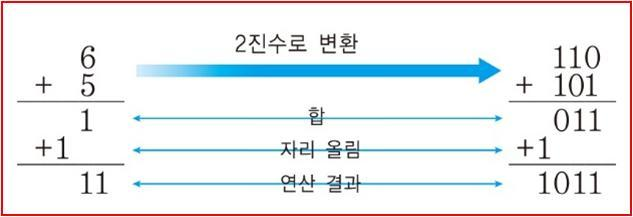 2진수로 변환
6 110
+ 5 + 101
1 합 011
+1 자리 올림 +1
11 연산 결과 1011